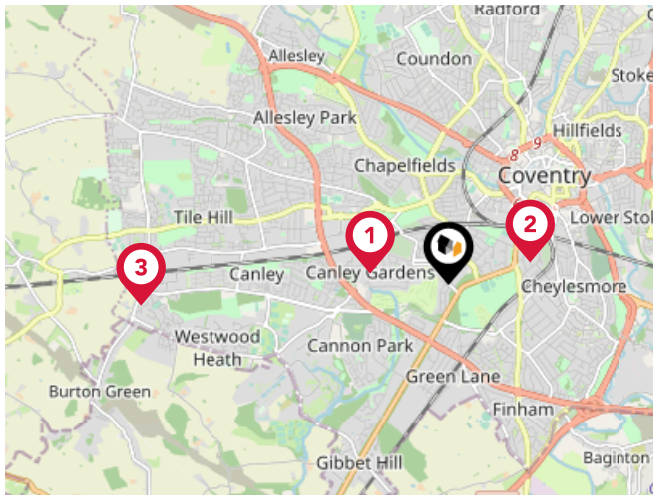 Radford
Allesley
Coundon
Stoke
Allesley Park
Hillfields
8
9
Chapelfields
Coventry
Tile Hill
Lower Stok
1
2
3
Canley
Canley Gardens
Cheylesmore
Westwood
Heath
Cannon Park
Green Lane
Burton Green
Finham
Gibbet Hill
Baginton